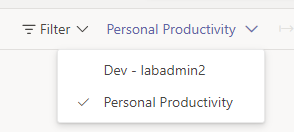 Filter Personal Productivity
Dev - labadmin2
Personal Productivity